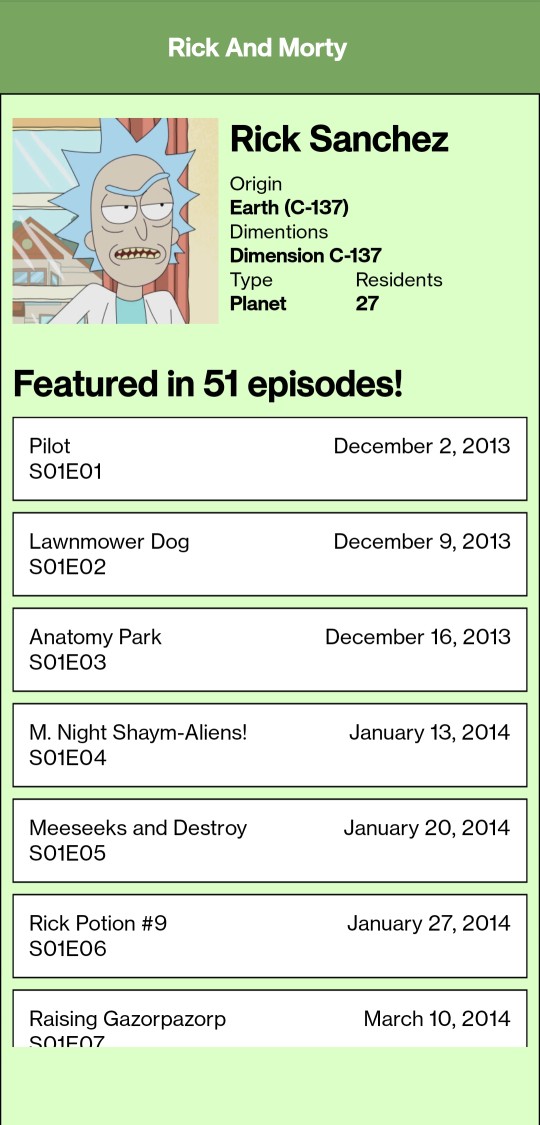 Rick And Morty
Rick Sanchez
Origin
Earth (C-137)
Dimentions
Dimension C-137
Type Residents
Planet 27
Featured in 51 episodes!
Pilot December 2, 2013
S01E01
Lawnmower Dog December 9, 2013
S01E02
Anatomy Park December 16, 2013
S01E03
M. Night Shaym-Aliens! January 13, 2014
S01E04
Meeseeks and Destroy January 20, 2014
S01E05
Rick Potion #9 January 27, 2014
S01E06
Raising Gazorpazorp March 10, 2014
S01E07